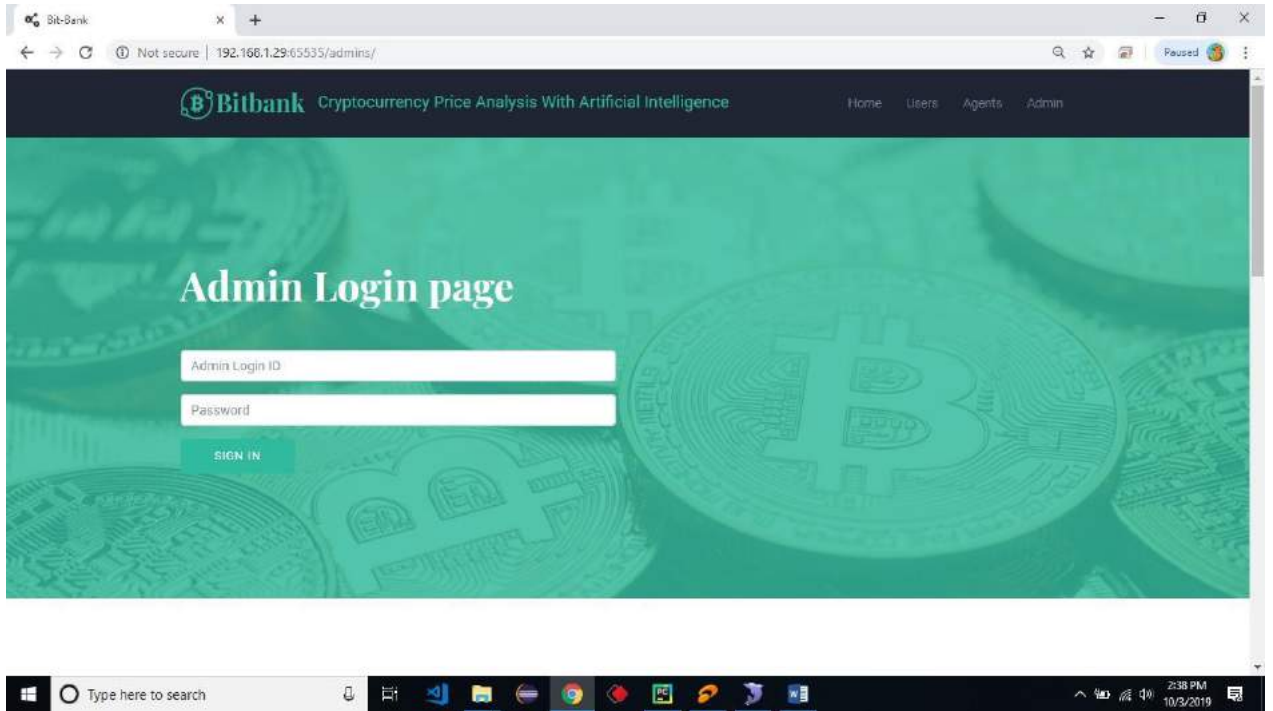 Bit-Bank
Not secure | 192.168.1.29:65535/admins/
Paused
Bitbank Cryptocurrency Price Analysis With Artificial Intelligence
Home Users Agents Admin
Admin Login page
Admin Login ID
Password
SIGN IN
Type here to search
2:38 PM
10/3/2019